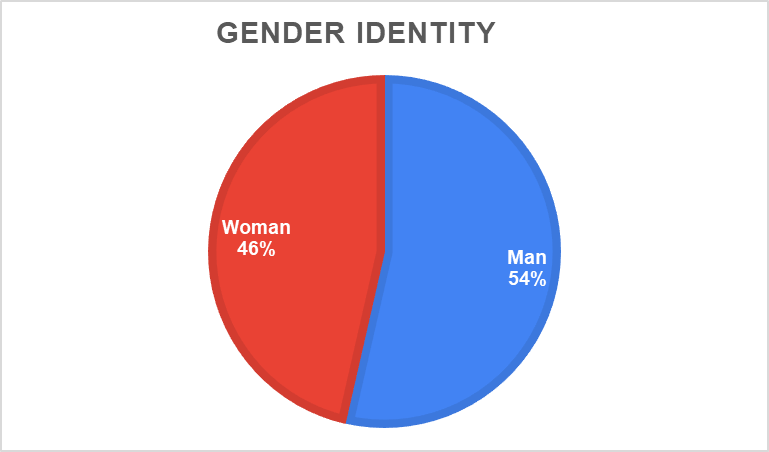 GENDER IDENTITY
Woman
46%
Man
54%